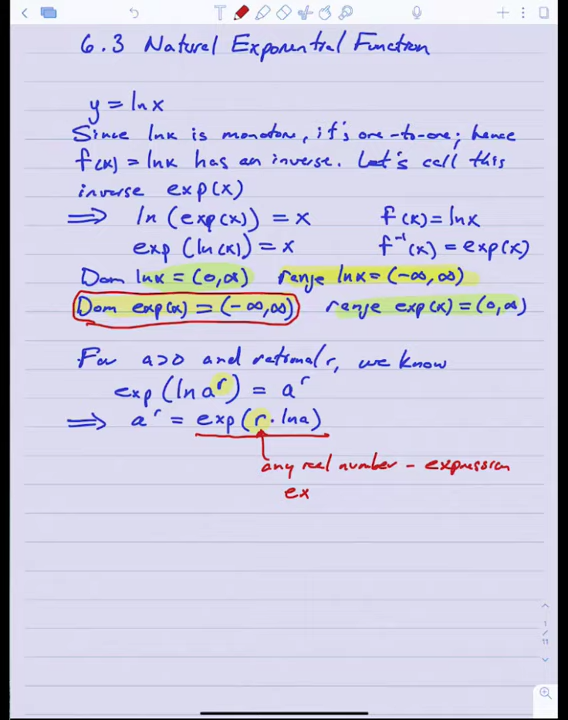 6.3 Natural Exponential Function
y = ln x
Since ln x is monoton, it's one-to-one; hence
f(x) = ln x has an inverse. Let's call this
inverse exp(x)
⟹ ln (exp(x)) = x f(x) = ln x
exp (ln(x)) = x f⁻¹(x) = exp(x)
Dom ln x = (0,∞) range ln x = (-∞,∞)
Dom exp(x) = (-∞,∞) range exp(x) = (0,∞)
For a>0 and rational r, we know
exp(ln aʳ) = aʳ
⟹ aʳ = exp(r · ln a)
any real number - expression
ex
1
/
11